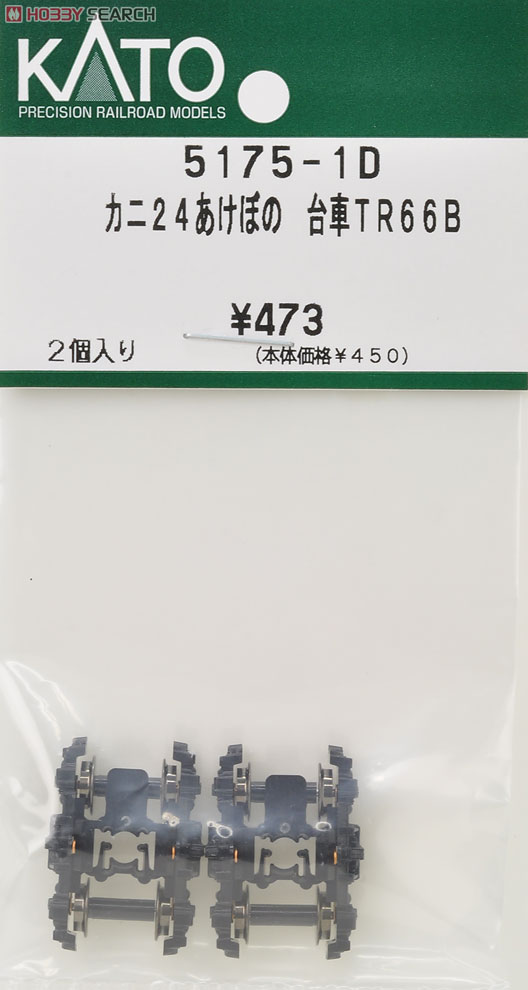 HOBBY SEARCH
KATO
PRECISION RAILROAD MODELS
5175-1D
カニ24あけぼの 台車TR66B
¥473
2個入り
(本体価格¥450)